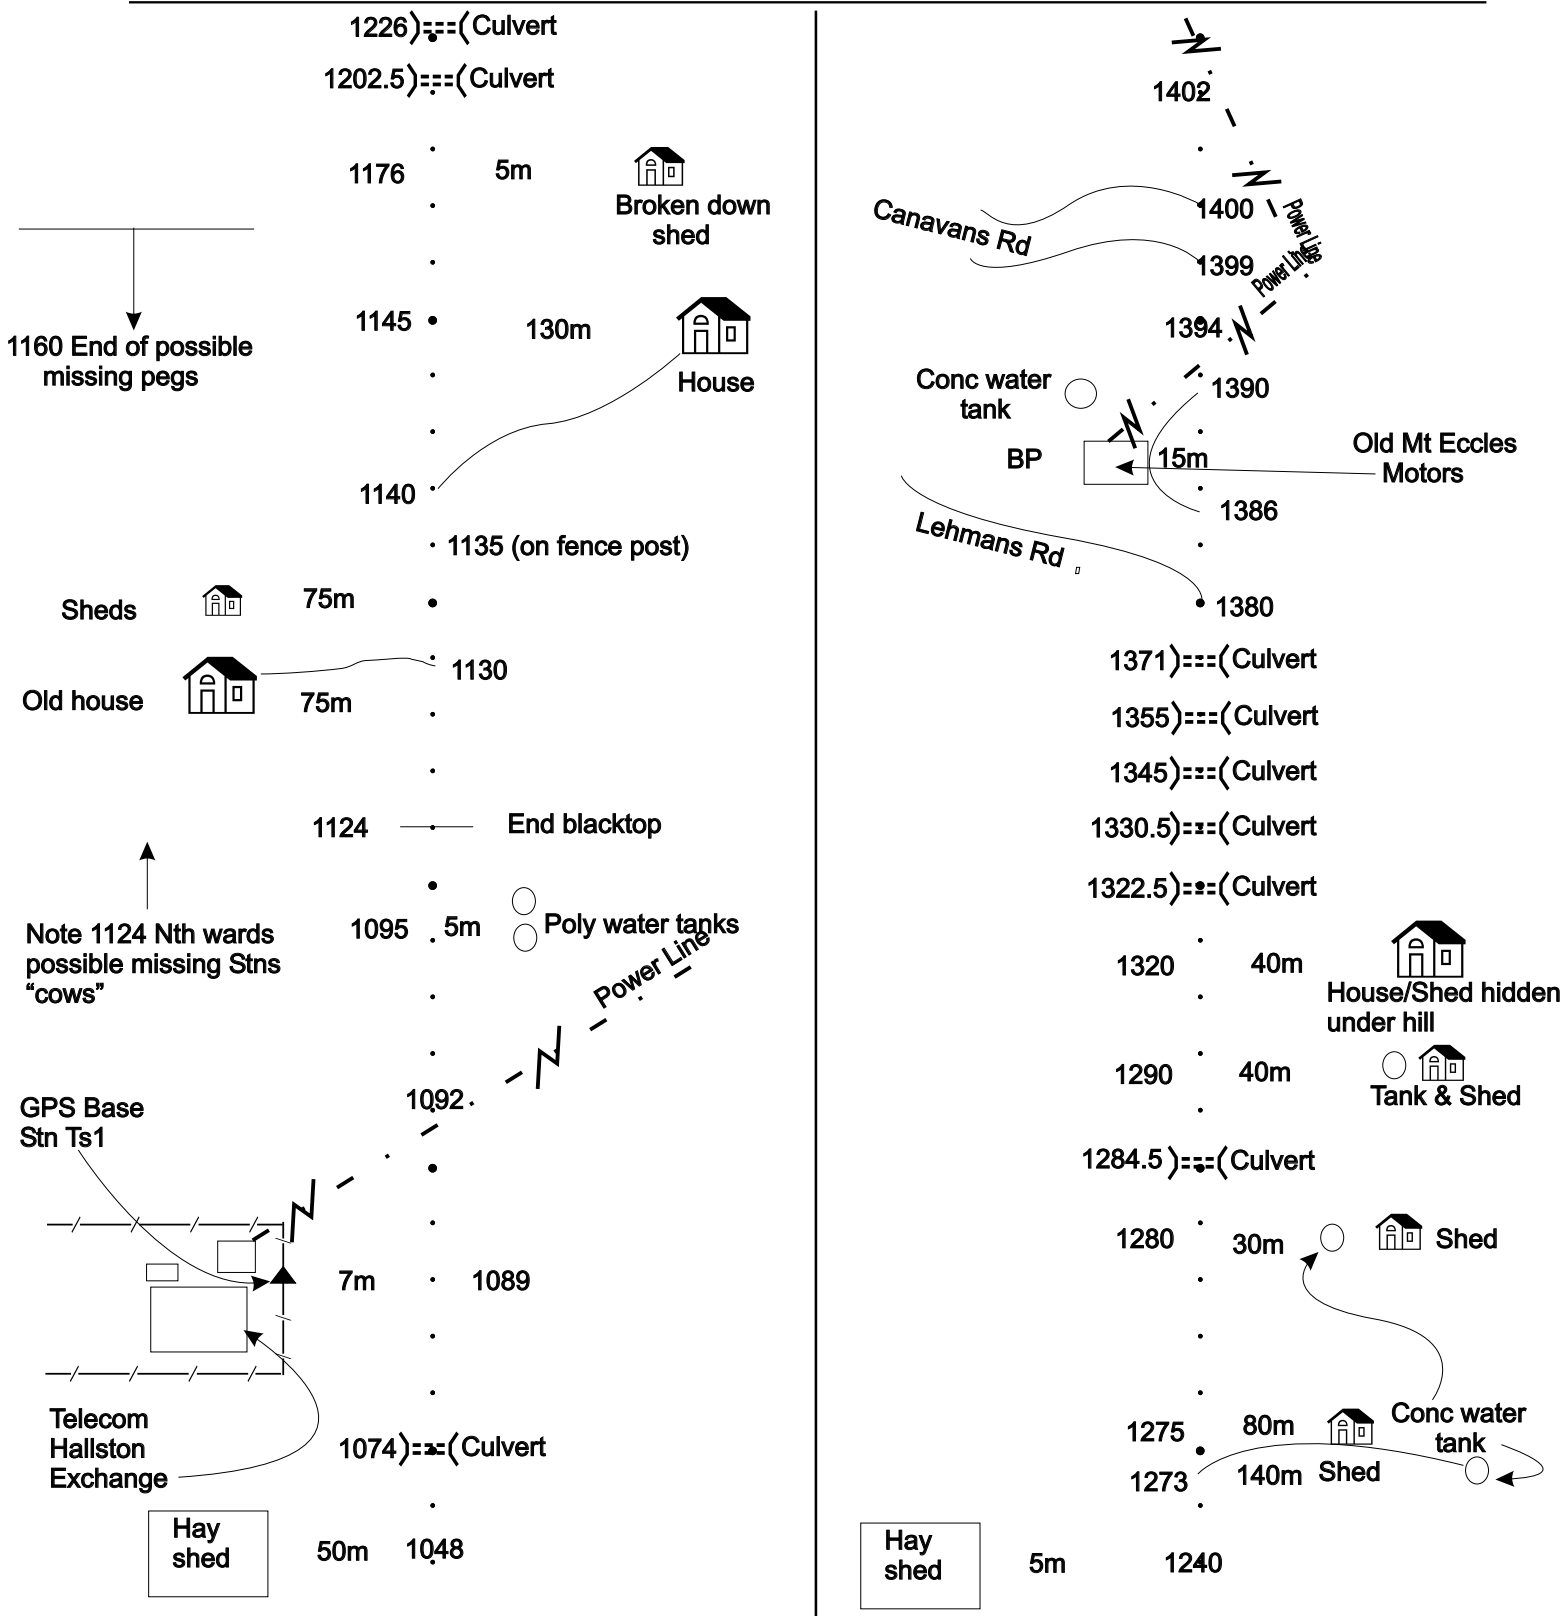 1226 Culvert
1202.5 Culvert
1176 5m
Broken down
shed
1145 130m
1160 End of possible
missing pegs
House
1140
1135 (on fence post)
Sheds 75m
1130
Old house 75m
1124 End blacktop
1095 5m Poly water tanks
Note 1124 Nth wards
possible missing Stns
“cows”
Power Line
1092
GPS Base
Stn Ts1
7m 1089
Telecom
Hallston
Exchange
1074 Culvert
Hay
shed
50m 1048
1402
Canavans Rd
1400
Power Line
1399
Power Line
1394
Conc water
tank
1390
BP 15m
Old Mt Eccles
Motors
1386
Lehmans Rd
1380
1371 Culvert
1355 Culvert
1345 Culvert
1330.5 Culvert
1322.5 Culvert
1320 40m
House/Shed hidden
under hill
1290 40m
Tank & Shed
1284.5 Culvert
1280 30m Shed
1275 80m
Conc water
tank
1273 140m Shed
Hay
shed
5m 1240